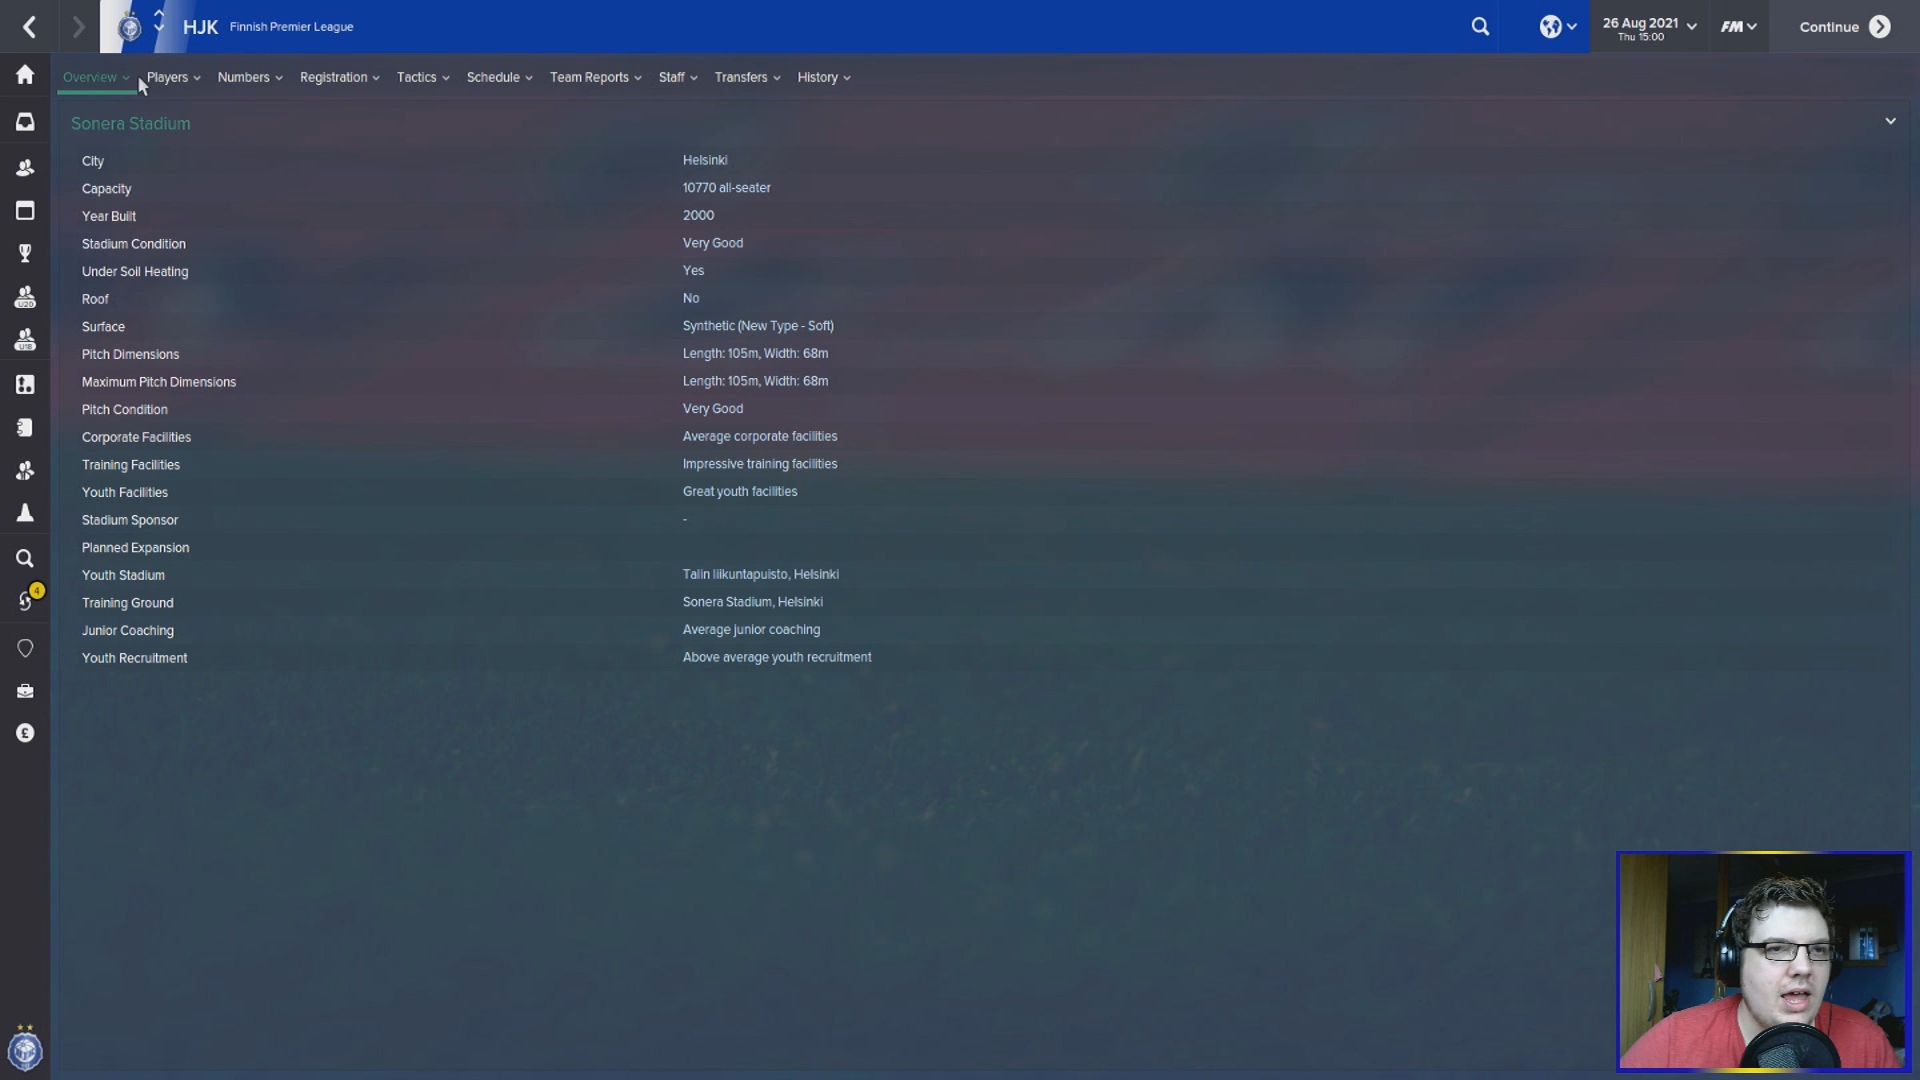 HJK Finnish Premier League
26 Aug 2021
Thu 15:00
FM
Continue
Overview Players Numbers Registration Tactics Schedule Team Reports Staff Transfers History
Sonera Stadium
City Helsinki
Capacity 10770 all-seater
Year Built 2000
Stadium Condition Very Good
Under Soil Heating Yes
Roof No
Surface Synthetic (New Type - Soft)
Pitch Dimensions Length: 105m, Width: 68m
Maximum Pitch Dimensions Length: 105m, Width: 68m
Pitch Condition Very Good
Corporate Facilities Average corporate facilities
Training Facilities Impressive training facilities
Youth Facilities Great youth facilities
Stadium Sponsor -
Planned Expansion
Youth Stadium Talin liikuntapuisto, Helsinki
Training Ground Sonera Stadium, Helsinki
Junior Coaching Average junior coaching
Youth Recruitment Above average youth recruitment
U20
U18
4
£